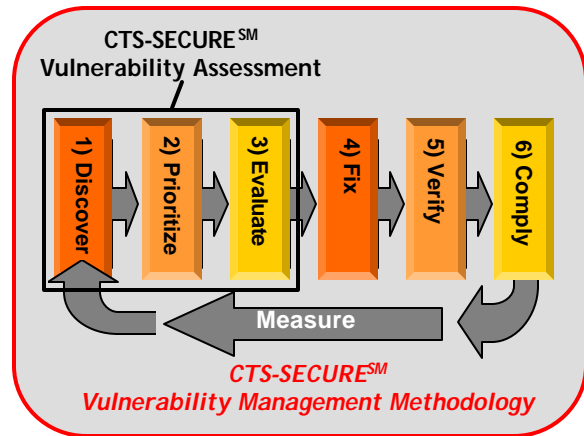 CTS-SECURE℠
Vulnerability Assessment
1) Discover
2) Prioritize
3) Evaluate
4) Fix
5) Verify
6) Comply
Measure
CTS-SECURE℠
Vulnerability Management Methodology